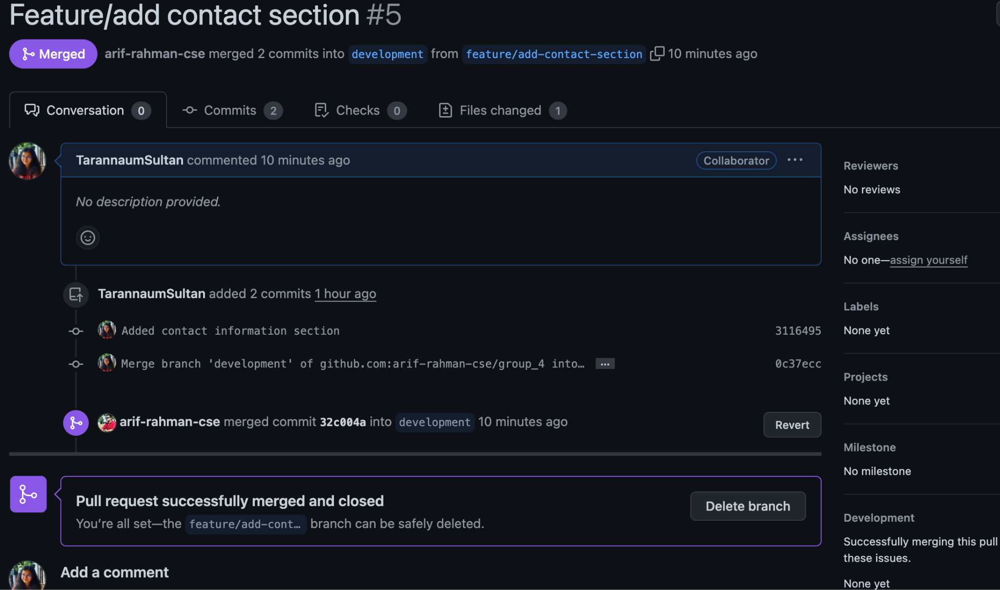 Feature/add contact section #5
Merged arif-rahman-cse merged 2 commits into development from feature/add-contact-section 10 minutes ago
Conversation 0 Commits 2 Checks 0 Files changed 1
TarannaumSultan commented 10 minutes ago Collaborator ···
No description provided.
TarannaumSultan added 2 commits 1 hour ago
Added contact information section 3116495
Merge branch 'development' of github.com:arif-rahman-cse/group_4 into… … 0c37ecc
arif-rahman-cse merged commit 32c004a into development 10 minutes ago Revert
Pull request successfully merged and closed
You're all set—the feature/add-cont… branch can be safely deleted.
Delete branch
Add a comment
Reviewers
No reviews
Assignees
No one—assign yourself
Labels
None yet
Projects
None yet
Milestone
No milestone
Development
Successfully merging this pull
these issues.
None yet